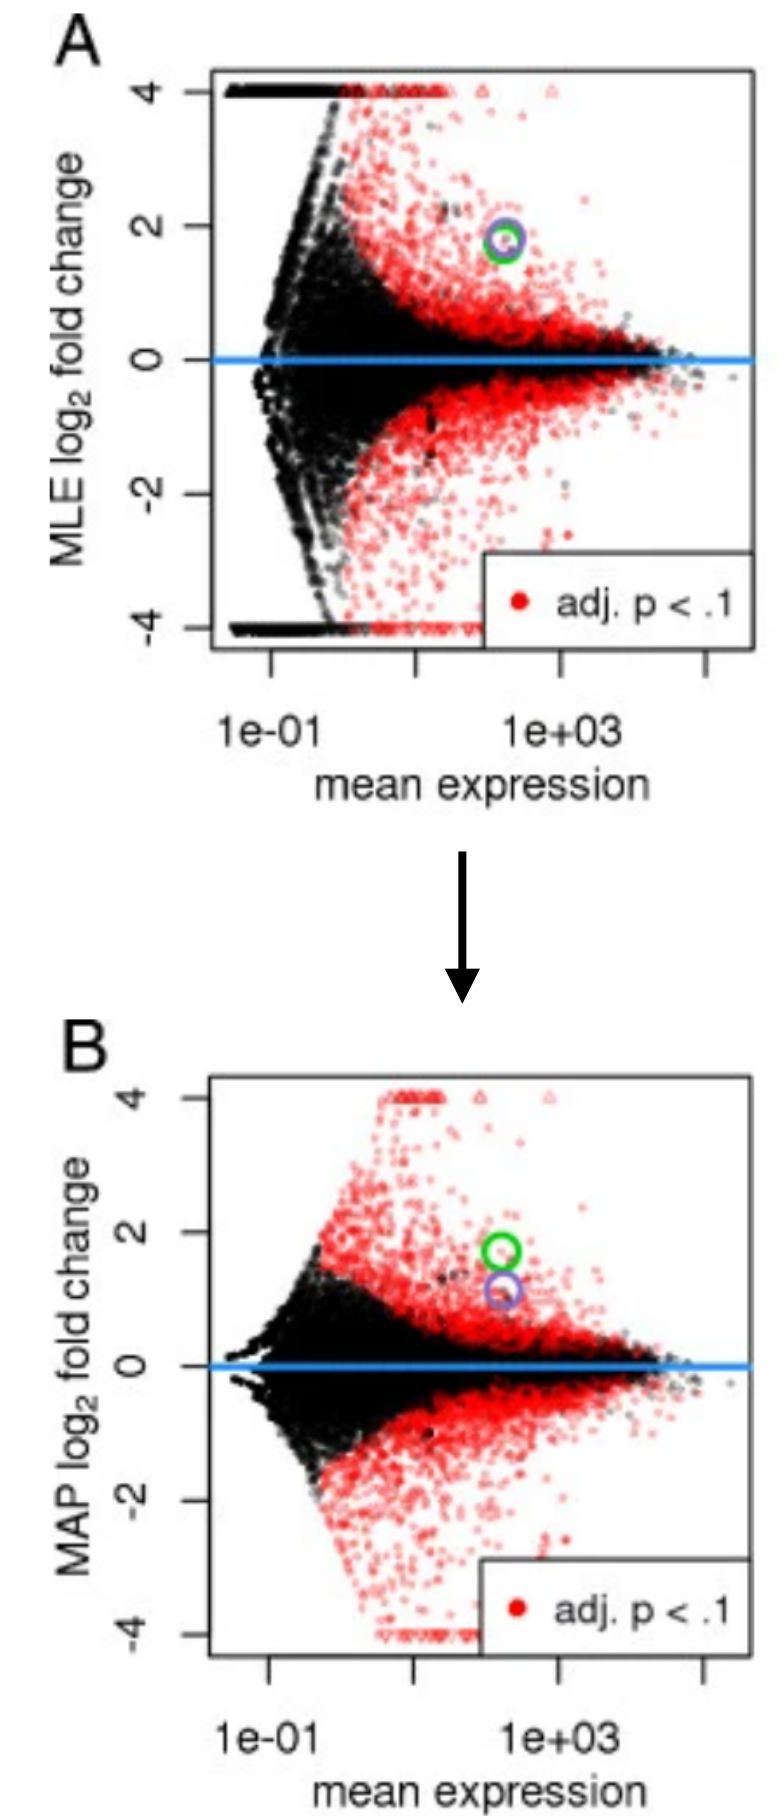 A
MLE log2 fold change
4
2
0
-2
-4
adj. p < .1
1e-01 1e+03
mean expression
B
MAP log2 fold change
4
2
0
-2
-4
adj. p < .1
1e-01 1e+03
mean expression